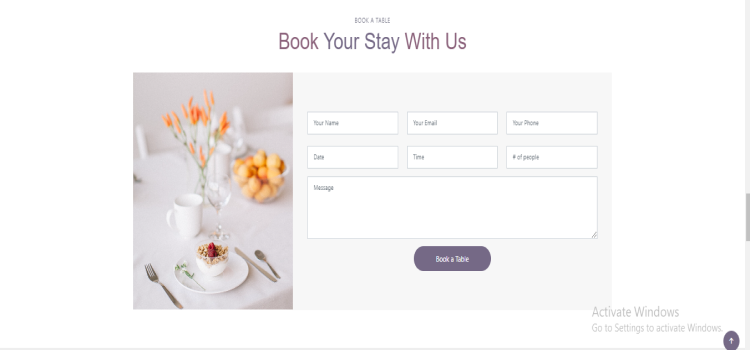 BOOK A TABLE
Book Your Stay With Us
Your Name
Your Email
Your Phone
Date
Time
# of people
Message
Book a Table
Activate Windows
Go to Settings to activate Windows.